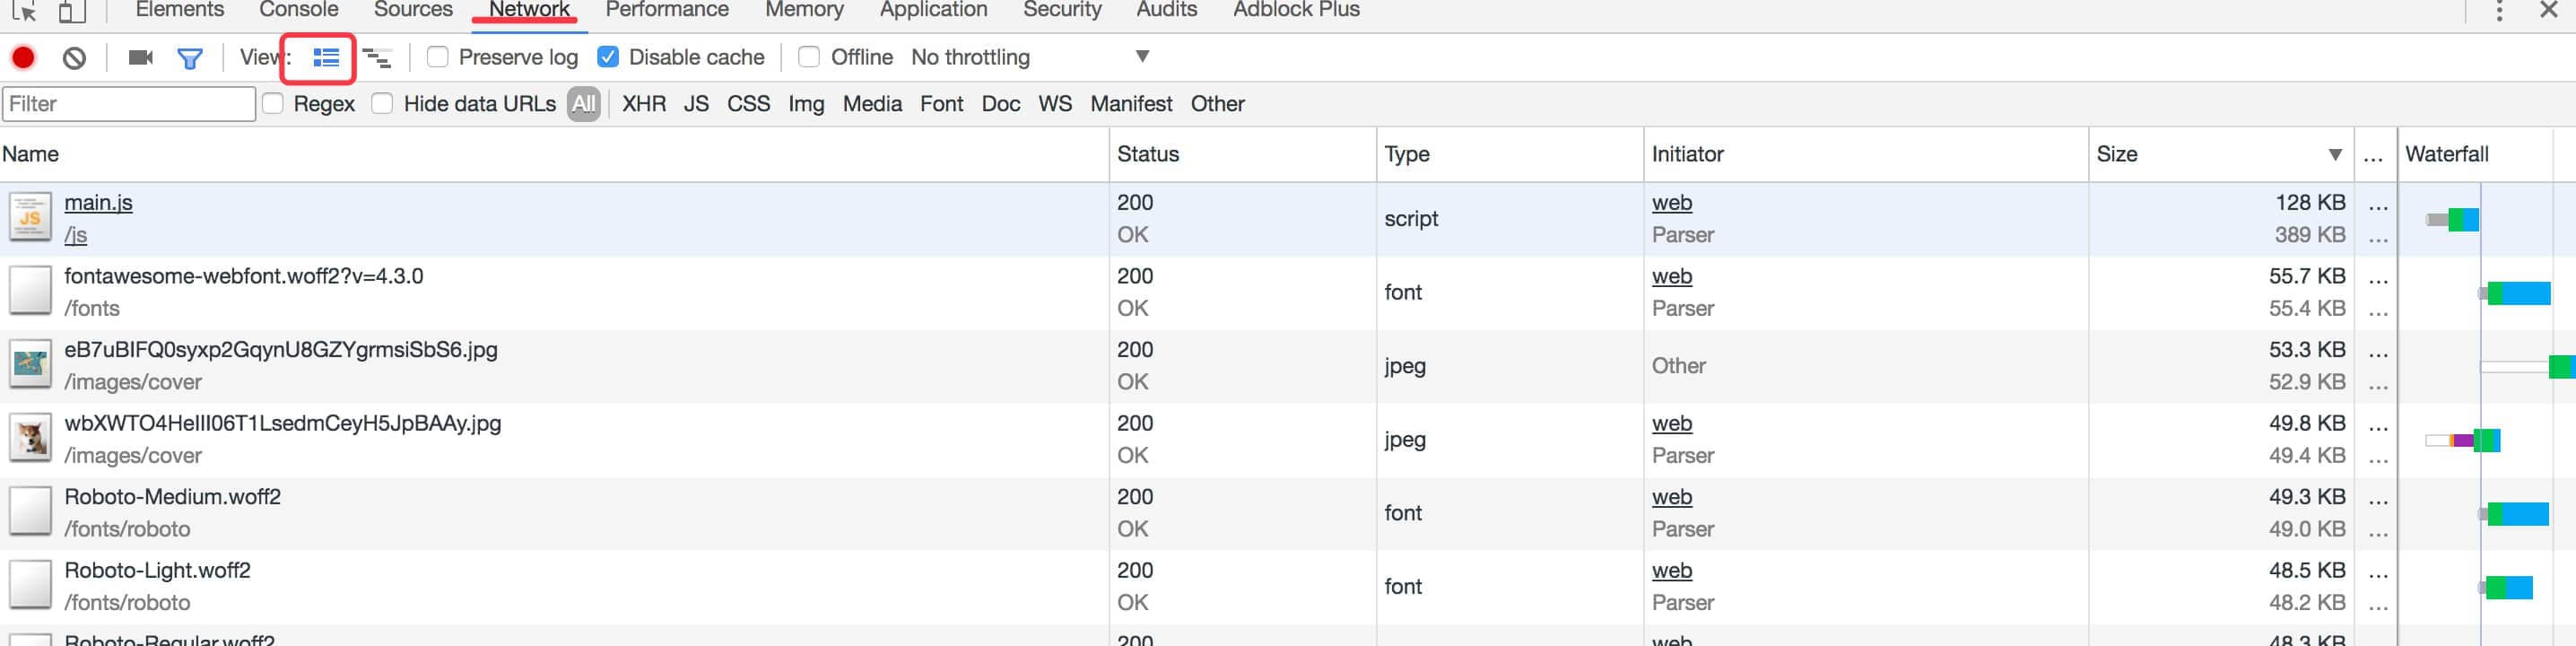 Elements Console Sources Network Performance Memory Application Security Audits Adblock Plus
View: Preserve log Disable cache Offline No throttling
Filter Regex Hide data URLs All XHR JS CSS Img Media Font Doc WS Manifest Other
Name Status Type Initiator Size ... Waterfall
main.js 200 script web 128 KB ...
/js OK Parser 389 KB ...
fontawesome-webfont.woff2?v=4.3.0 200 font web 55.7 KB ...
/fonts OK Parser 55.4 KB ...
200 jpeg Other 53.3 KB ...
/images/cover OK 52.9 KB ...
200 jpeg web 49.8 KB ...
/images/cover OK Parser 49.4 KB ...
Roboto-Medium.woff2 200 font web 49.3 KB ...
/fonts/roboto OK Parser 49.0 KB ...
Roboto-Light.woff2 200 font web 48.5 KB ...
/fonts/roboto OK Parser 48.2 KB ...
Roboto-Regular.woff2 200 web 48.3 KB